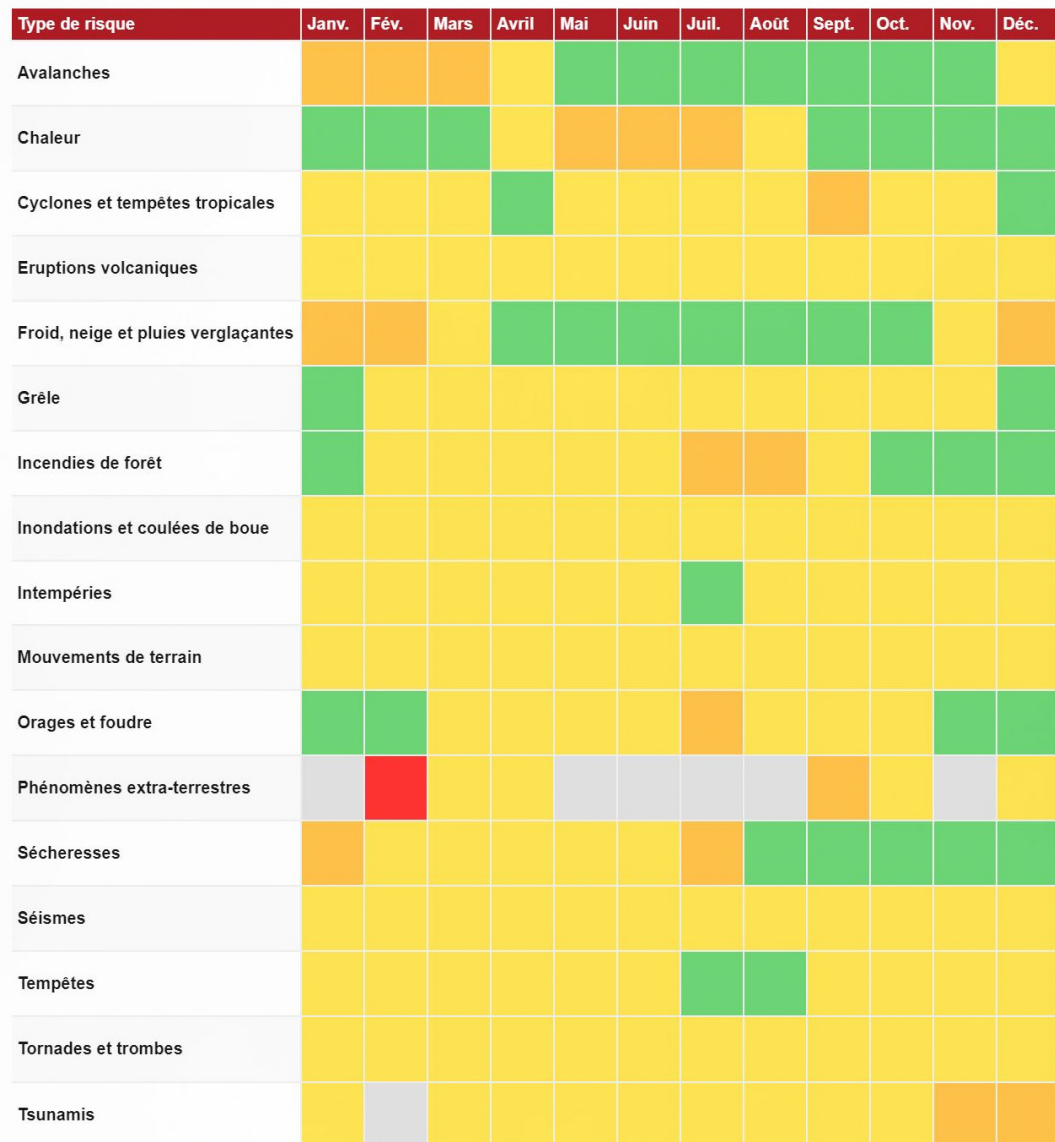 Type de risque Janv. Fév. Mars Avril Mai Juin Juil. Août Sept. Oct. Nov. Déc.
Avalanches
Chaleur
Cyclones et tempêtes tropicales
Eruptions volcaniques
Froid, neige et pluies verglaçantes
Grêle
Incendies de forêt
Inondations et coulées de boue
Intempéries
Mouvements de terrain
Orages et foudre
Phénomènes extra-terrestres
Sécheresses
Séismes
Tempêtes
Tornades et trombes
Tsunamis